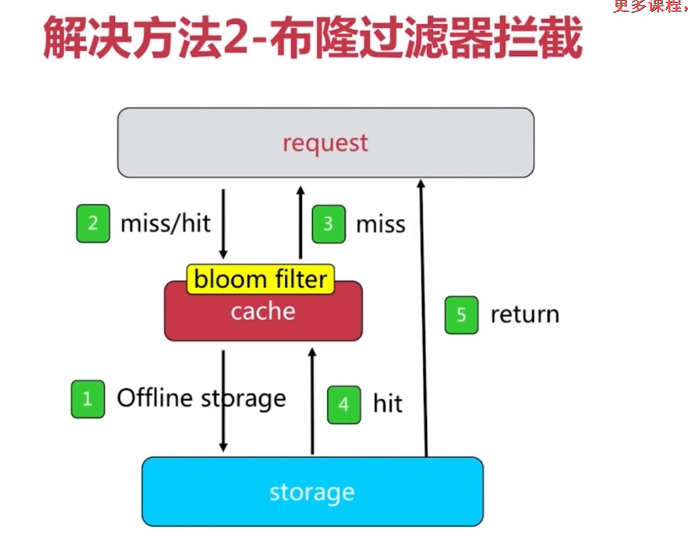 更多课程，
解决方法2-布隆过滤器拦截
request
2 miss/hit
3 miss
bloom filter
cache
5 return
1 Offline storage
4 hit
storage